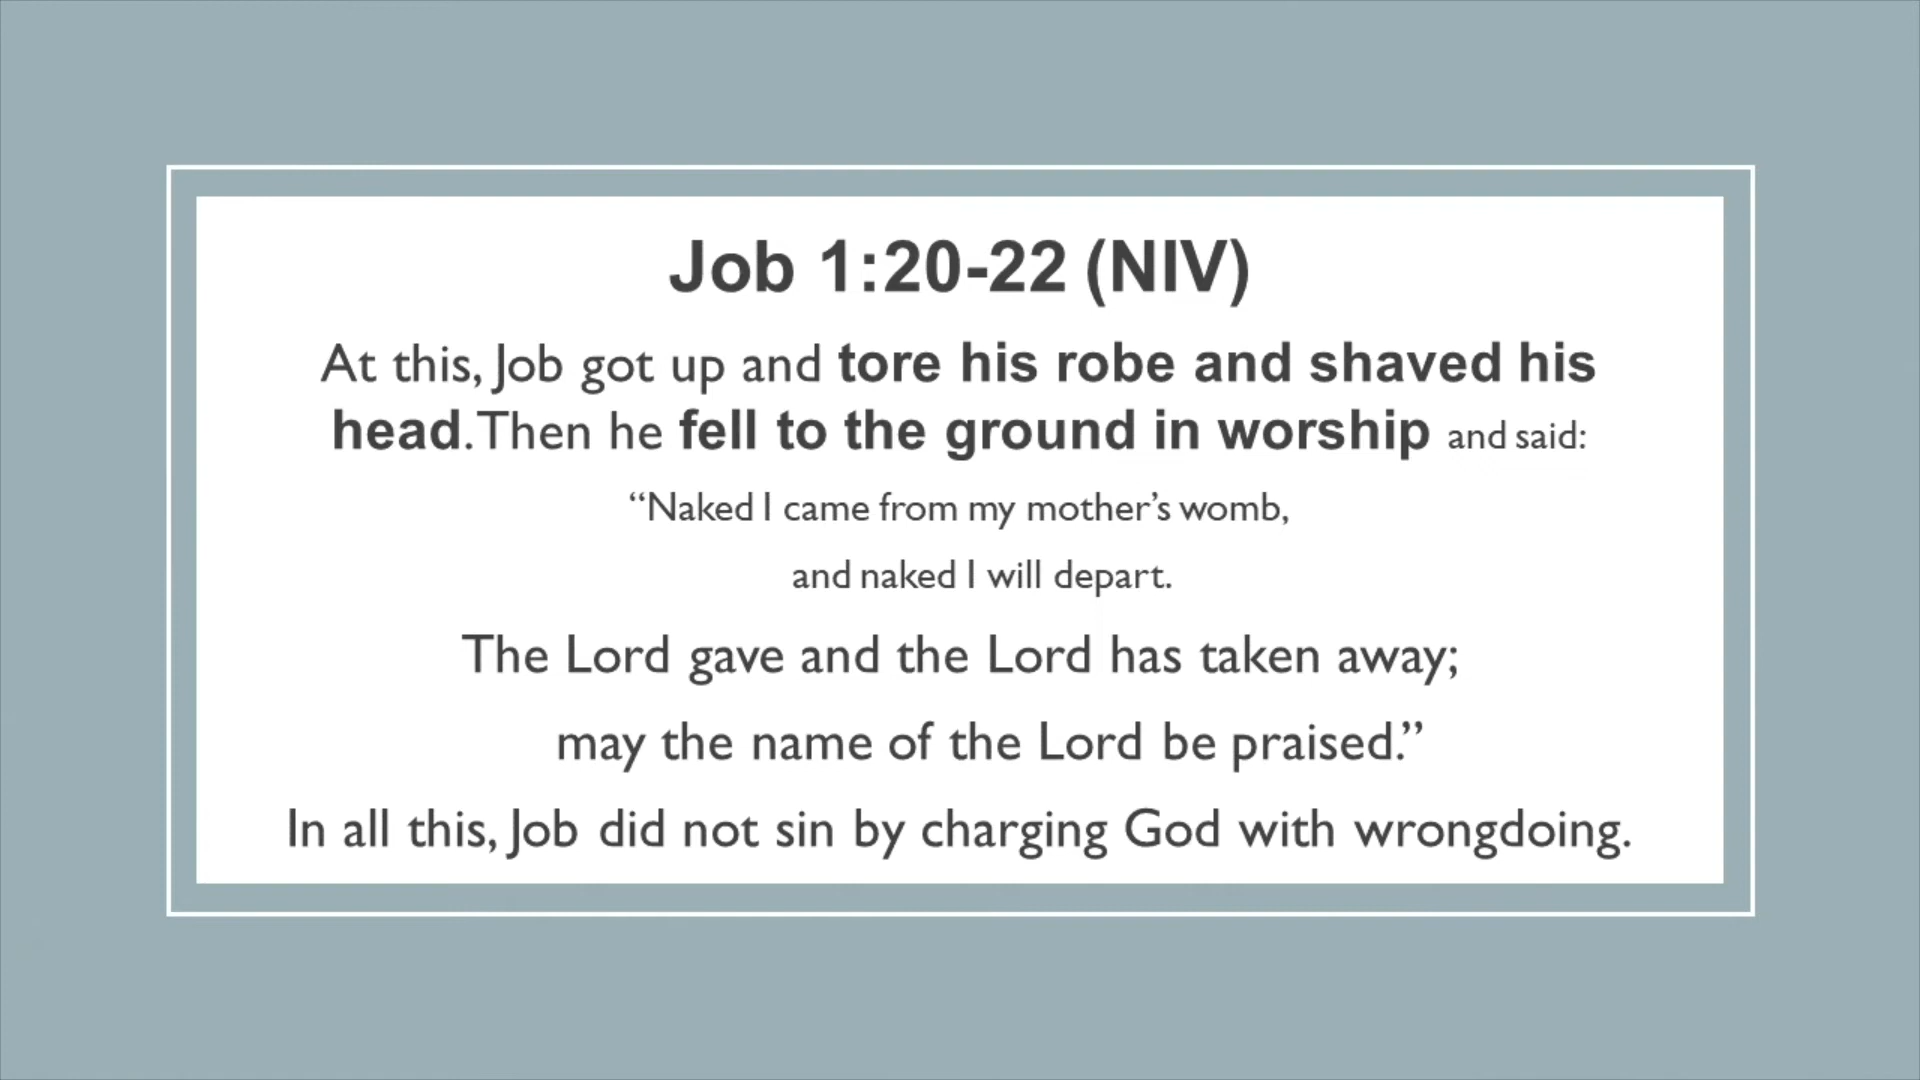 Job 1:20-22 (NIV)
At this, Job got up and tore his robe and shaved his
head. Then he fell to the ground in worship and said:
“Naked I came from my mother’s womb,
and naked I will depart.
The Lord gave and the Lord has taken away;
may the name of the Lord be praised.”
In all this, Job did not sin by charging God with wrongdoing.